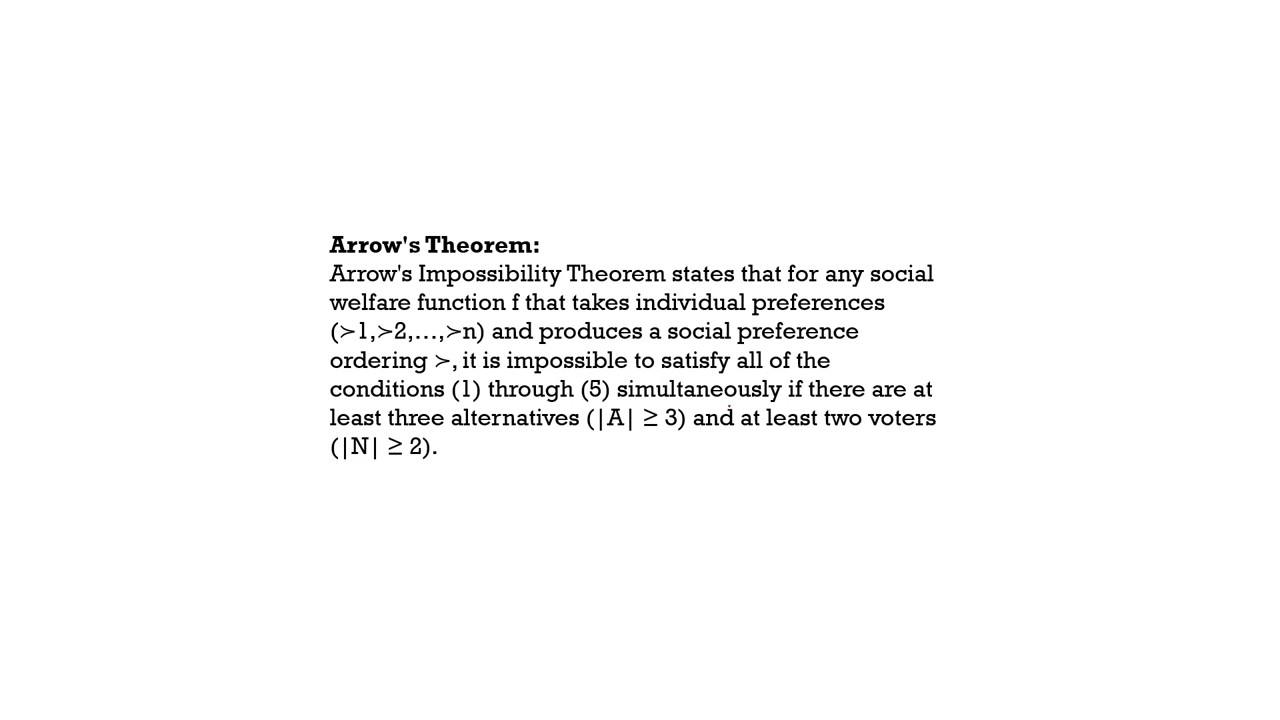 Arrow's Theorem:
Arrow's Impossibility Theorem states that for any social
welfare function f that takes individual preferences
(≻1,≻2,…,≻n) and produces a social preference
ordering ≻, it is impossible to satisfy all of the
conditions (1) through (5) simultaneously if there are at
least three alternatives (|A| ≥ 3) and at least two voters
(|N| ≥ 2).